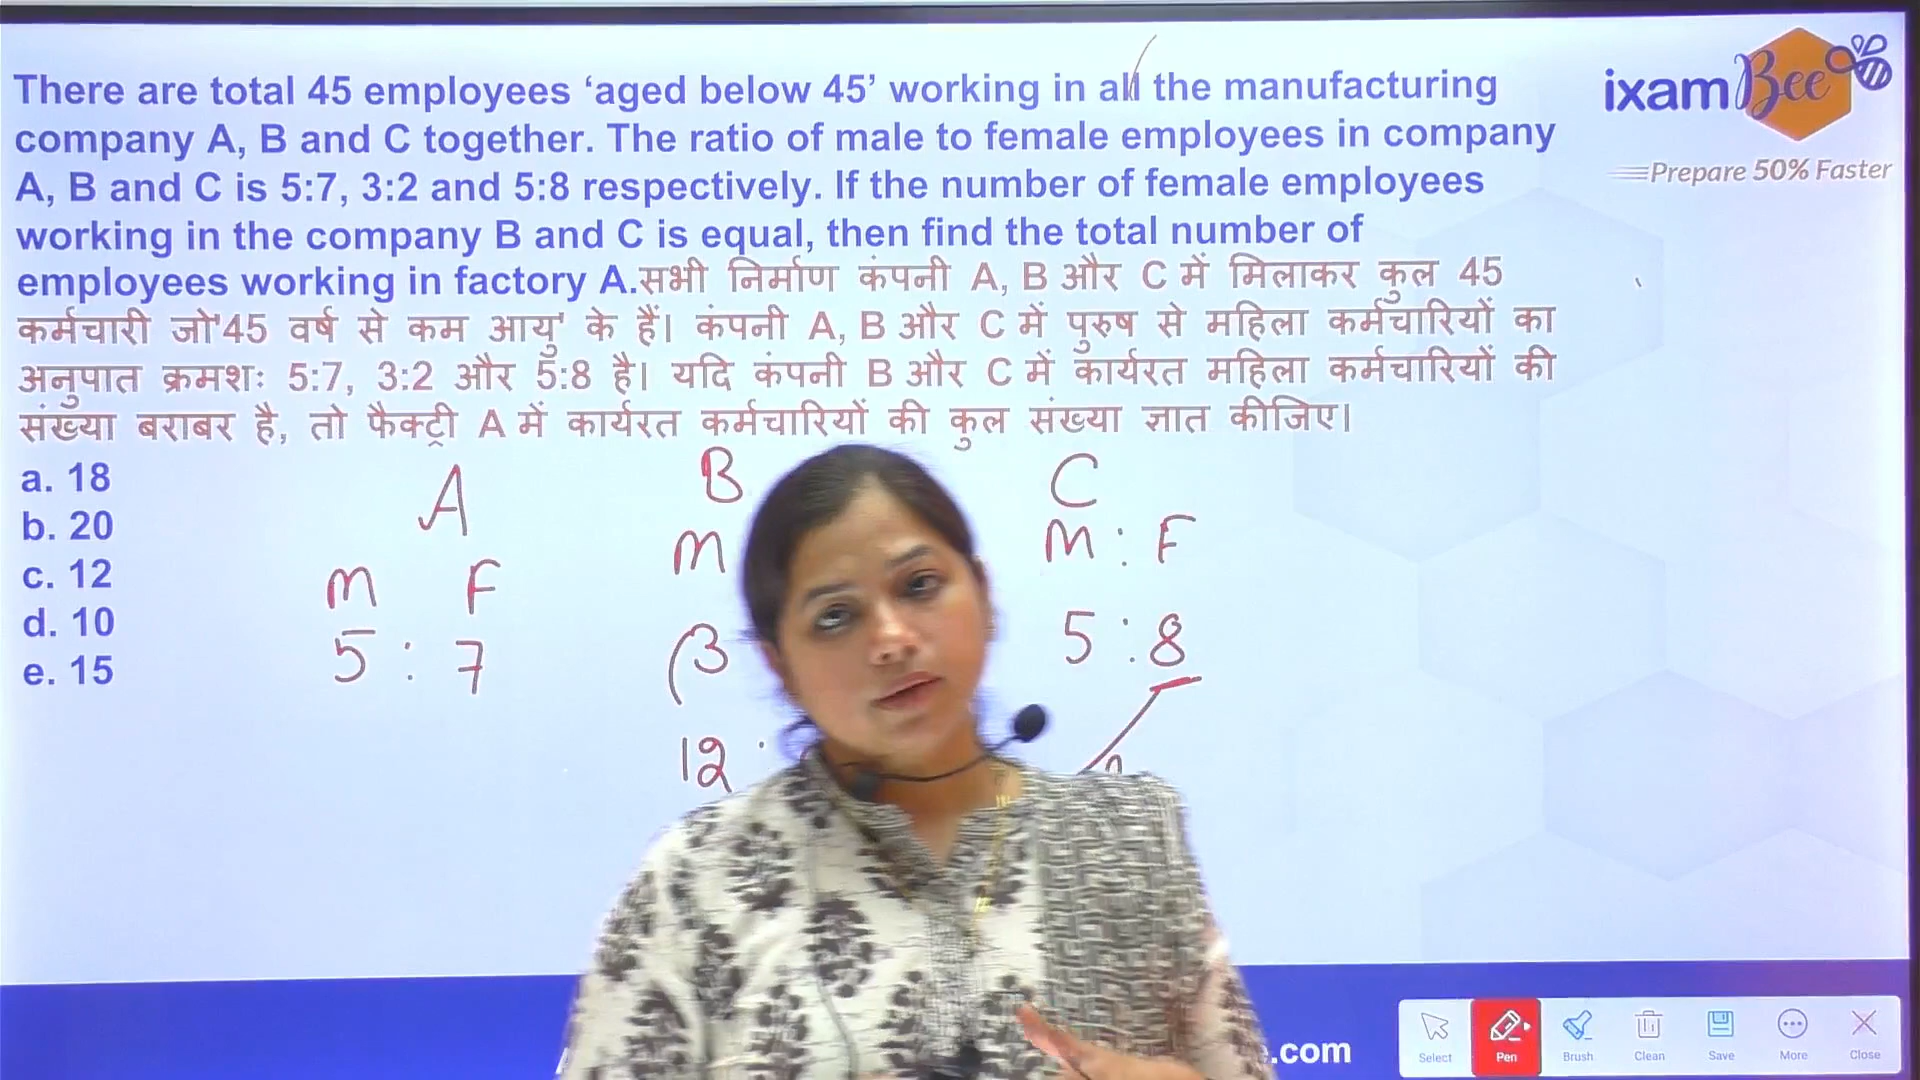 There are total 45 employees ‘aged below 45’ working in all the manufacturing
company A, B and C together. The ratio of male to female employees in company
A, B and C is 5:7, 3:2 and 5:8 respectively. If the number of female employees
working in the company B and C is equal, then find the total number of
employees working in factory A.सभी निर्माण कंपनी A, B और C में मिलाकर कुल 45
कर्मचारी जो'45 वर्ष से कम आयु' के हैं। कंपनी A, B और C में पुरुष से महिला कर्मचारियों का
अनुपात क्रमशः 5:7, 3:2 और 5:8 है। यदि कंपनी B और C में कार्यरत महिला कर्मचारियों की
संख्या बराबर है, तो फैक्ट्री A में कार्यरत कर्मचारियों की कुल संख्या ज्ञात कीजिए।
a. 18
b. 20
c. 12
d. 10
e. 15
A B C
M F M M : F
5 : 7 (3 5 : 8
12 :
ixamBee
Prepare 50% Faster
.com
Select Pen Brush Clean Save More Close